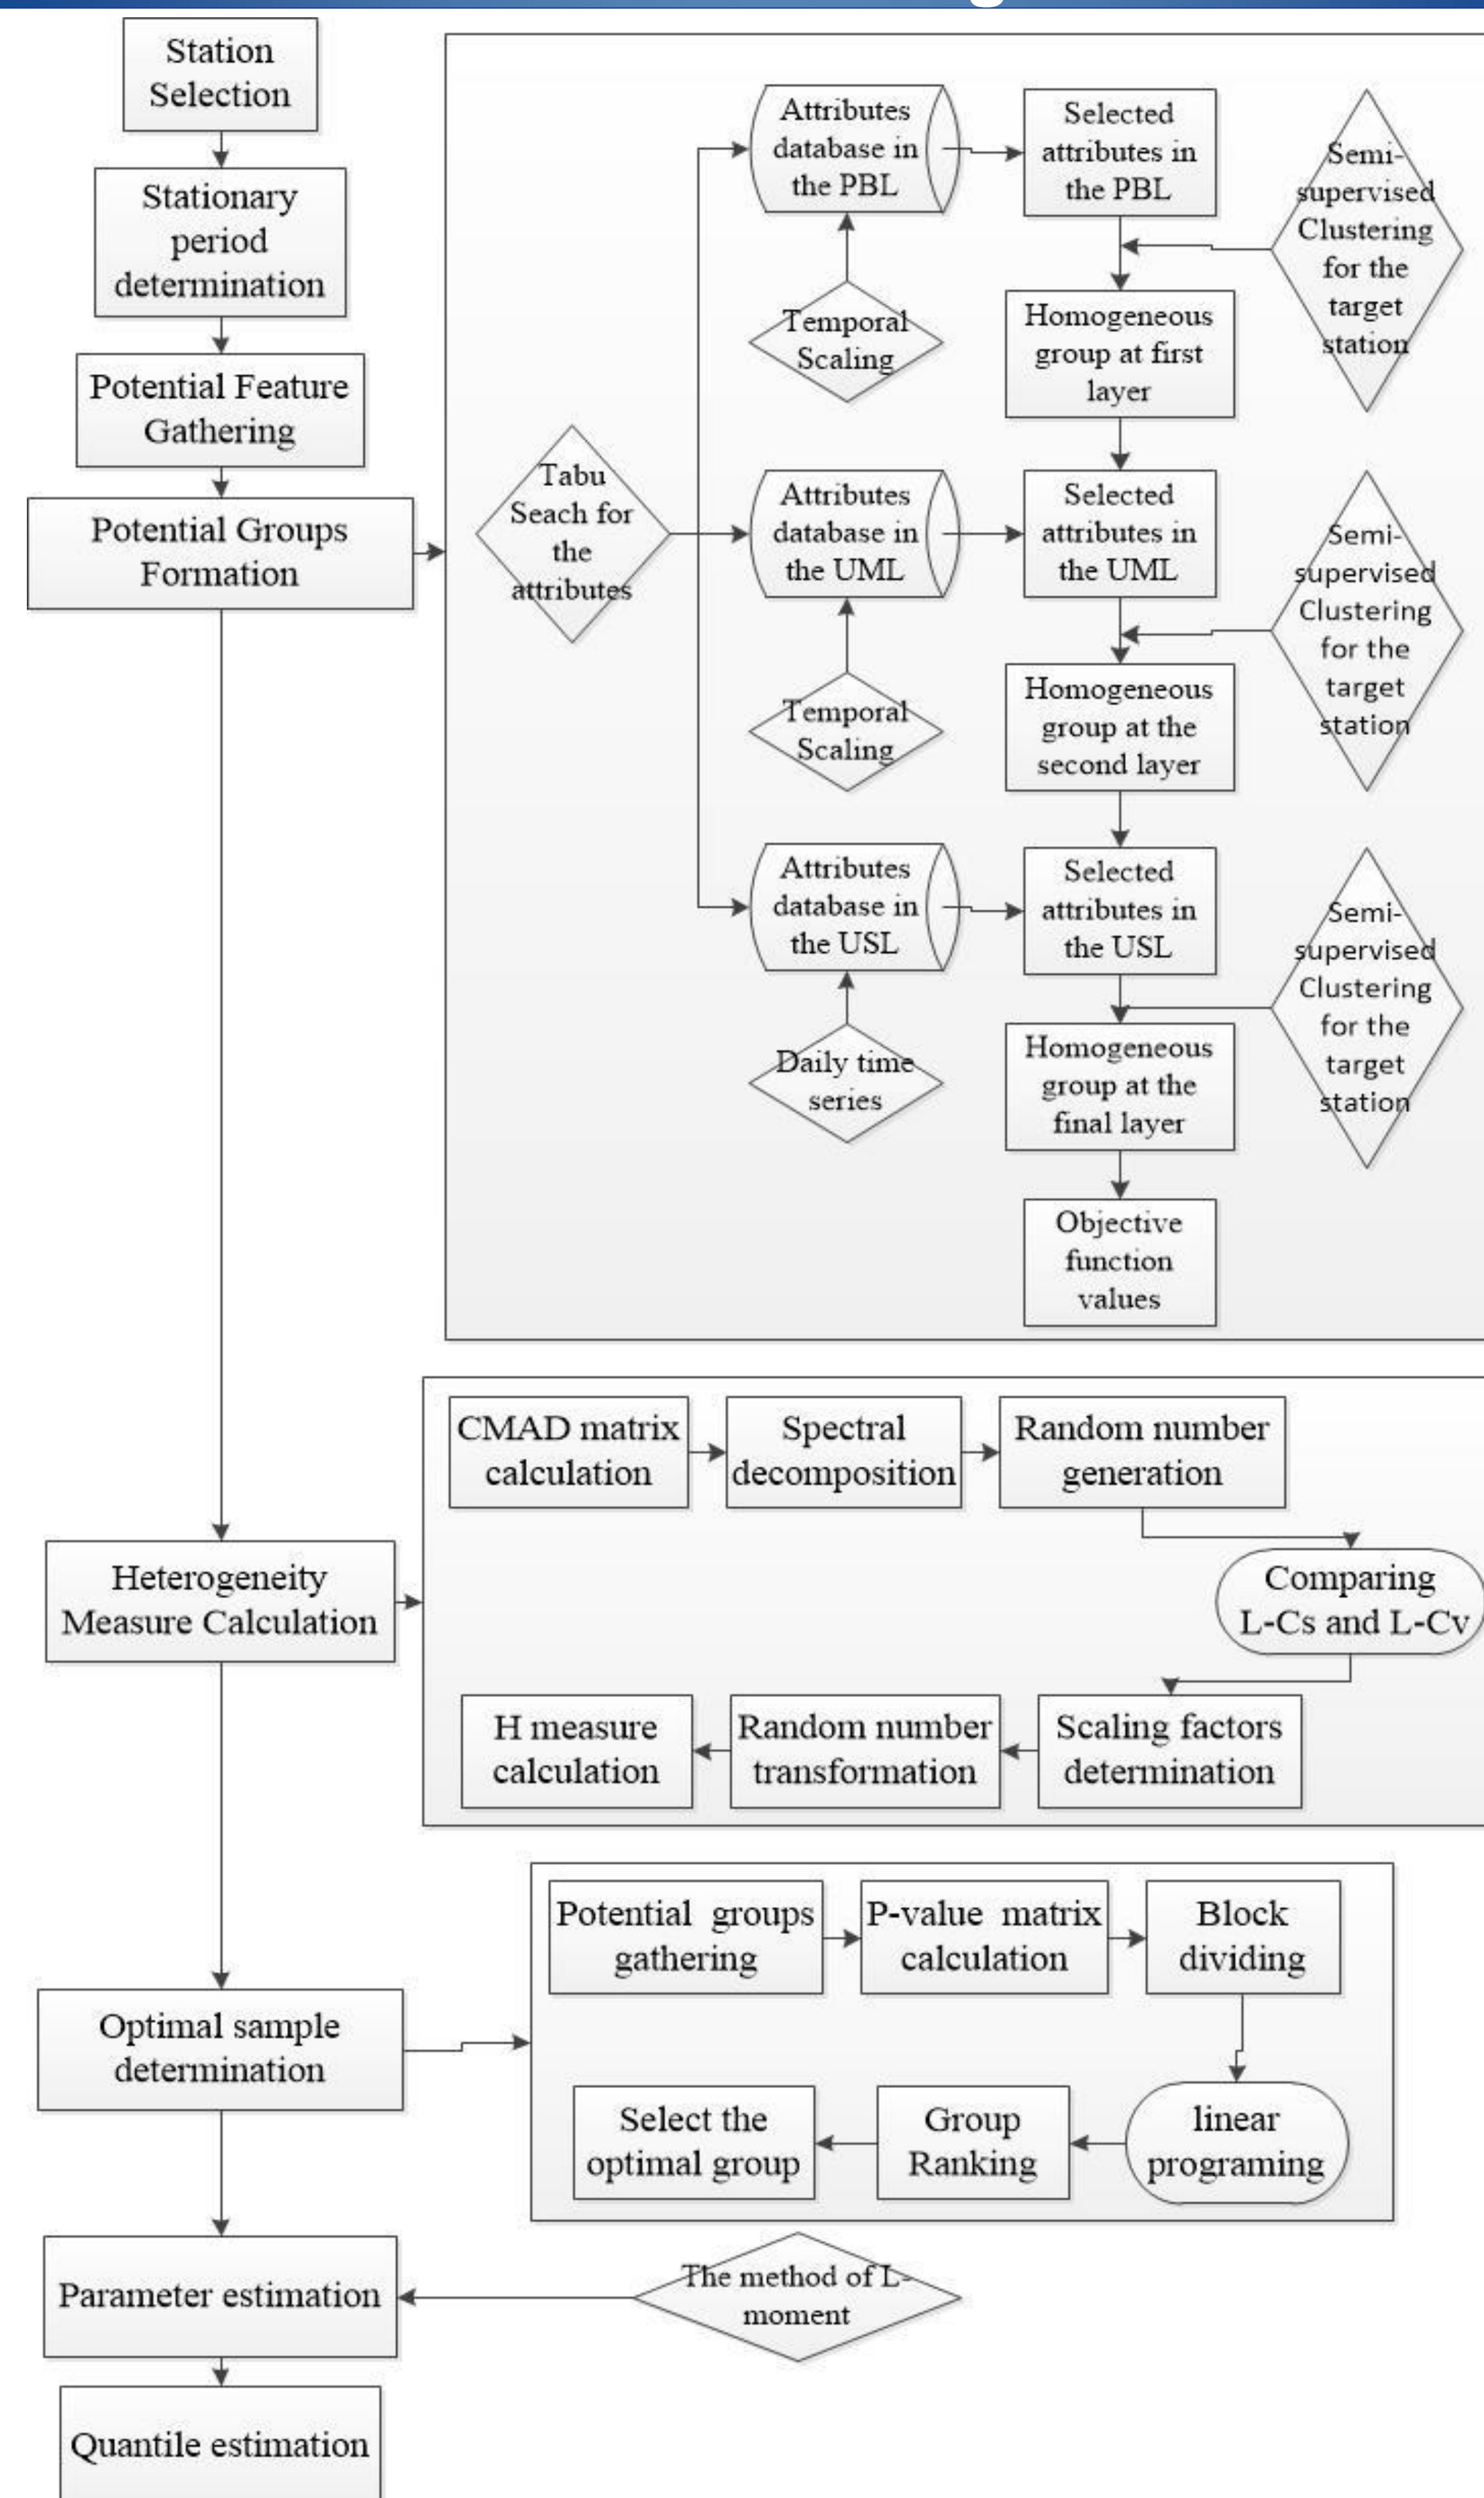 Station
Selection
Stationary
period
determination
Potential Feature
Gathering
Potential Groups
Formation
Tabu
Seach for
the
attributes
Attributes
database in
the PBL
Selected
attributes in
the PBL
Semi-
supervised
Clustering
for the
target
station
Temporal
Scaling
Homogeneous
group at first
layer
Attributes
database in
the UML
Selected
attributes in
the UML
Semi-
supervised
Clustering
for the
target
station
Temporal
Scaling
Homogeneous
group at the
second layer
Attributes
database in
the USL
Selected
attributes in
the USL
Semi-
supervised
Clustering
for the
target
station
Daily time
series
Homogeneous
group at the
final layer
Objective
function
values
Heterogeneity
Measure Calculation
CMAD matrix
calculation
Spectral
decomposition
Random number
generation
Comparing
L-Cs and L-Cv
Scaling factors
determination
Random number
transformation
H measure
calculation
Optimal sample
determination
Potential groups
gathering
P-value matrix
calculation
Block
dividing
linear
programing
Group
Ranking
Select the
optimal group
Parameter estimation
The method of L-
moment
Quantile estimation